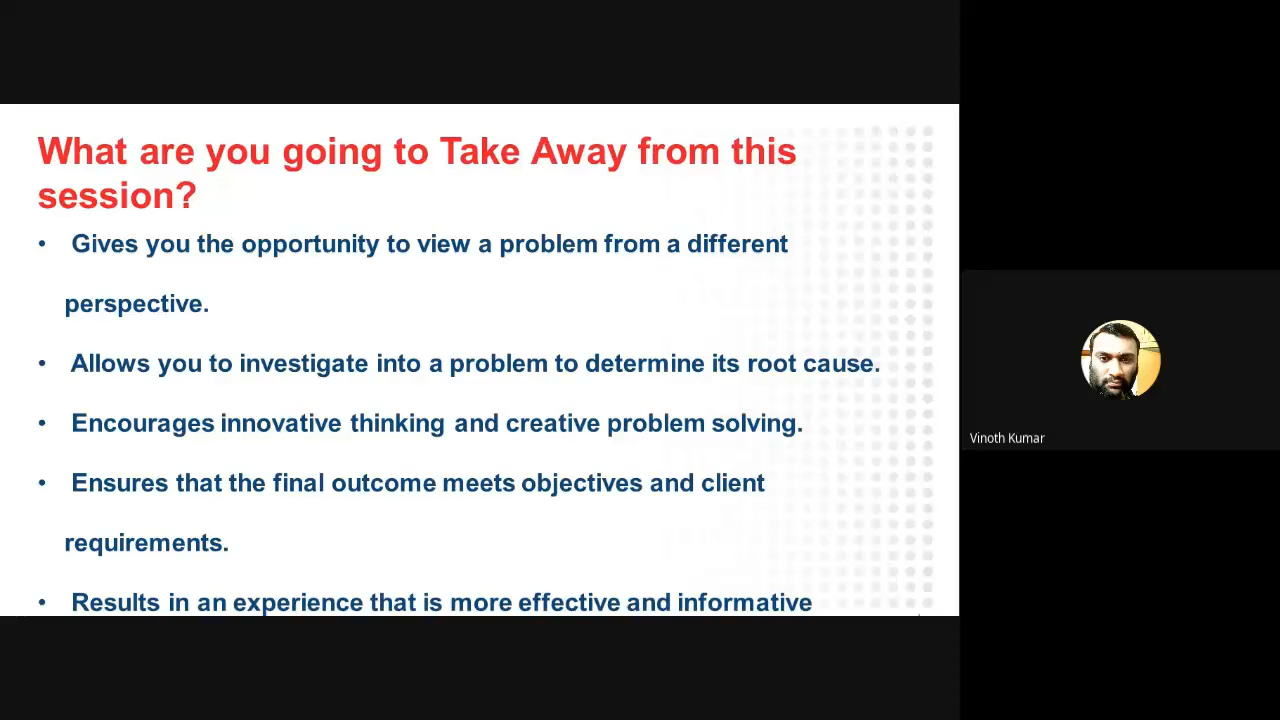 What are you going to Take Away from this
session?
• Gives you the opportunity to view a problem from a different
perspective.
• Allows you to investigate into a problem to determine its root cause.
• Encourages innovative thinking and creative problem solving.
• Ensures that the final outcome meets objectives and client
requirements.
• Results in an experience that is more effective and informative
Vinoth Kumar